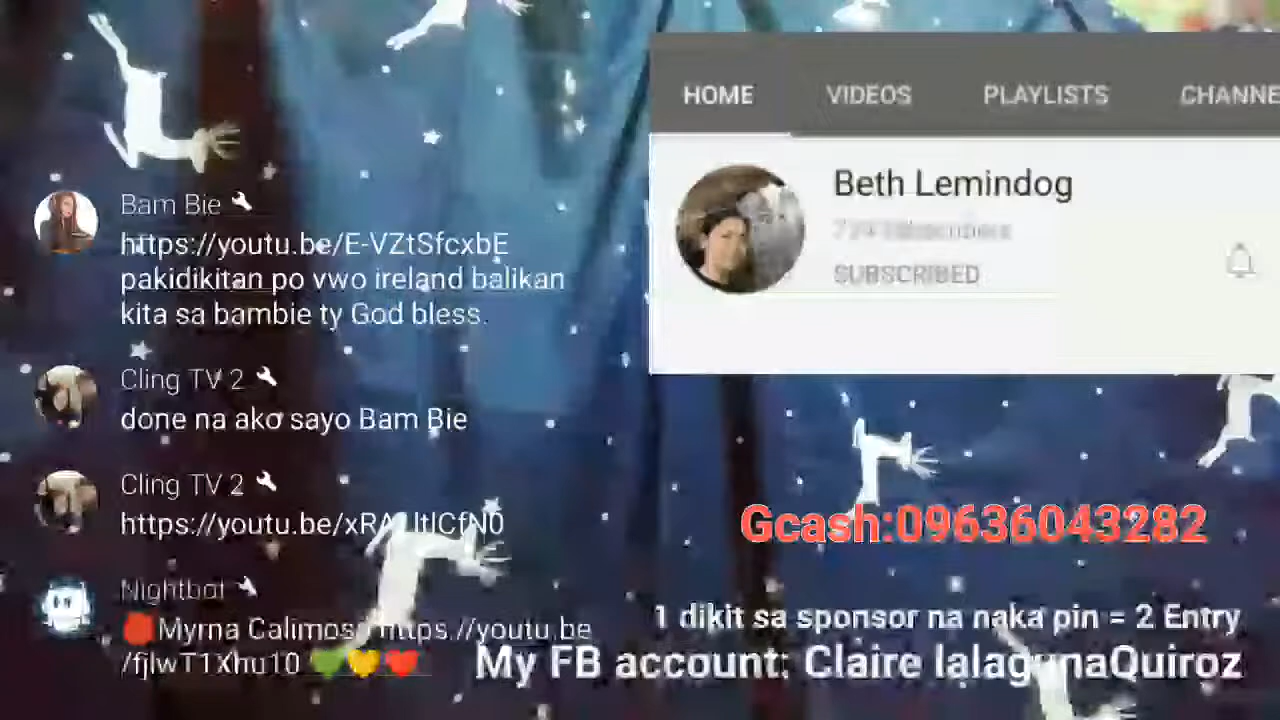 Bam Bie
https://youtu.be/E-VZtSfcxbE
pakidikitan po vwo ireland balikan
kita sa bambie ty God bless.
Cling TV 2
done na ako sayo Bam Bie
Cling TV 2
Nightbot
Myrna Calimoso https://youtu.be
/fjlwT1Xhu10
HOME VIDEOS PLAYLISTS CHANNE
Beth Lemindog
SUBSCRIBED
Gcash:09636043282
1 dikit sa sponsor na naka pin = 2 Entry
My FB account: Claire lalagunaQuiroz